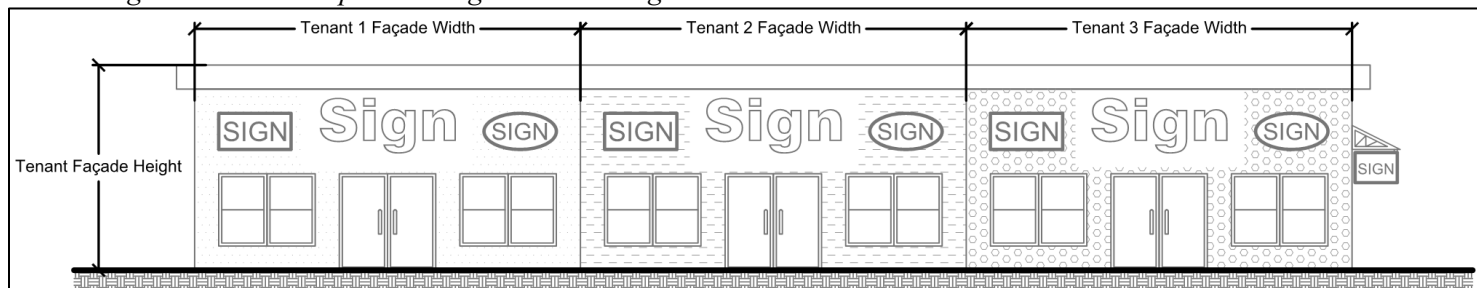 Tenant 1 Façade Width
Tenant 2 Façade Width
Tenant 3 Façade Width
SIGN
Sign
SIGN
SIGN
Sign
SIGN
SIGN
Sign
SIGN
Tenant Façade Height
SIGN